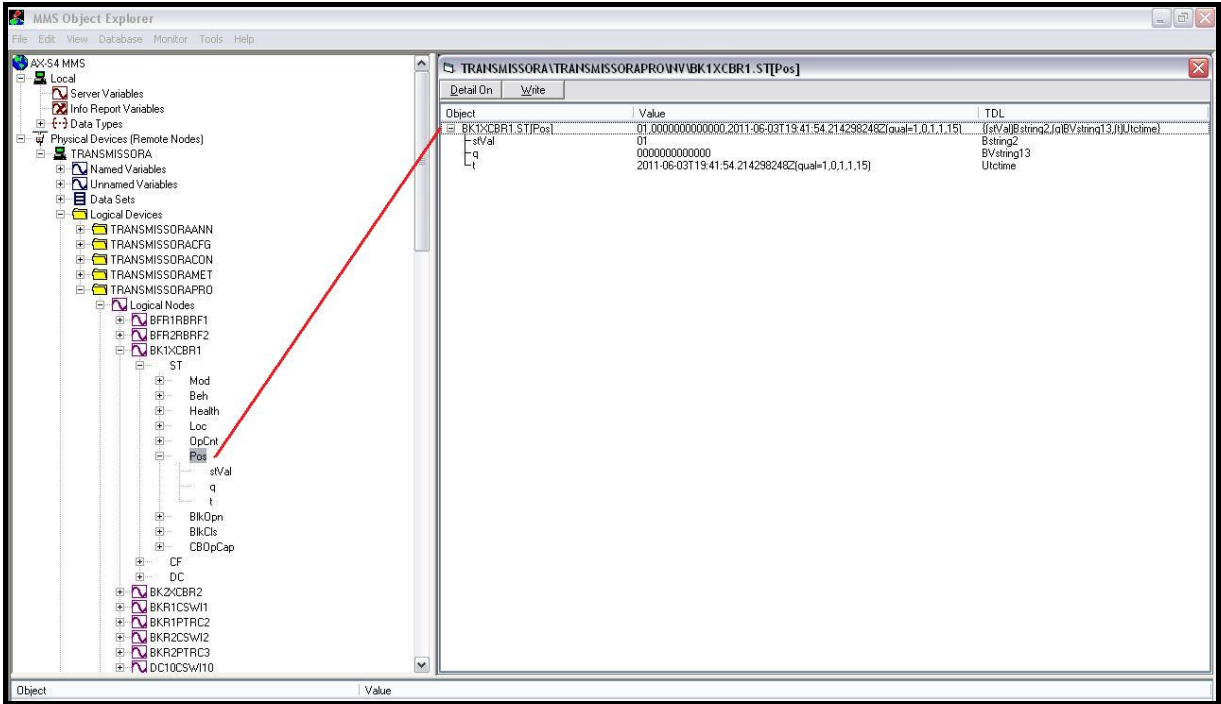 MMS Object Explorer
File Edit View Database Monitor Tools Help
AX-S4 MMS
Local
Server Variables
Info Report Variables
Data Types
Physical Devices (Remote Nodes)
TRANSMISSORA
Named Variables
Unnamed Variables
Data Sets
Logical Devices
TRANSMISSORAANN
TRANSMISSORACFG
TRANSMISSORACON
TRANSMISSORAMET
TRANSMISSORAPRO
Logical Nodes
BFR1RBRF1
BFR2RBRF2
BK1XCBR1
ST
Mod
Beh
Health
Loc
OpCnt
Pos
stVal
q
t
BlkOpn
BlkCls
CBOpCap
CF
DC
BK2XCBR2
BKR1CSWI1
BKR1PTRC2
BKR2CSWI2
BKR2PTRC3
DC10CSWI10
TRANSMISSORA\TRANSMISSORAPRO\NV\BK1XCBR1.ST[Pos]
Detail On Write
Object Value TDL
BK1XCBR1.ST[Pos] 01,0000000000000,2011-06-03T19:41:54.214298248Z(qual=1,0,1,1,15) {(stVal)Bstring2,(q)BVstring13,(t)Utctime}
stVal 01 Bstring2
q 0000000000000 BVstring13
t 2011-06-03T19:41:54.214298248Z(qual=1,0,1,1,15) Utctime
Object Value